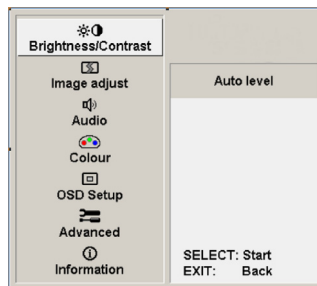 Brightness/Contrast
Image adjust
Audio
Colour
OSD Setup
Advanced
Information
Auto level
SELECT: Start
EXIT: Back